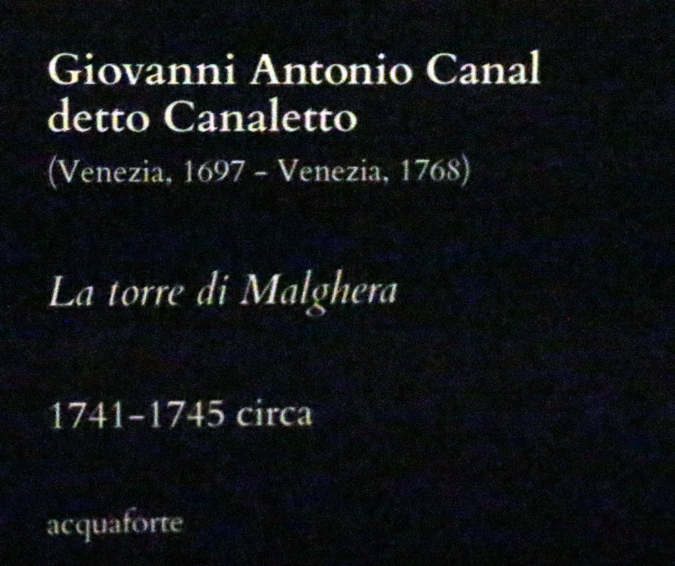 Giovanni Antonio Canal
detto Canaletto
(Venezia, 1697 – Venezia, 1768)
La torre di Malghera
1741–1745 circa
acquaforte